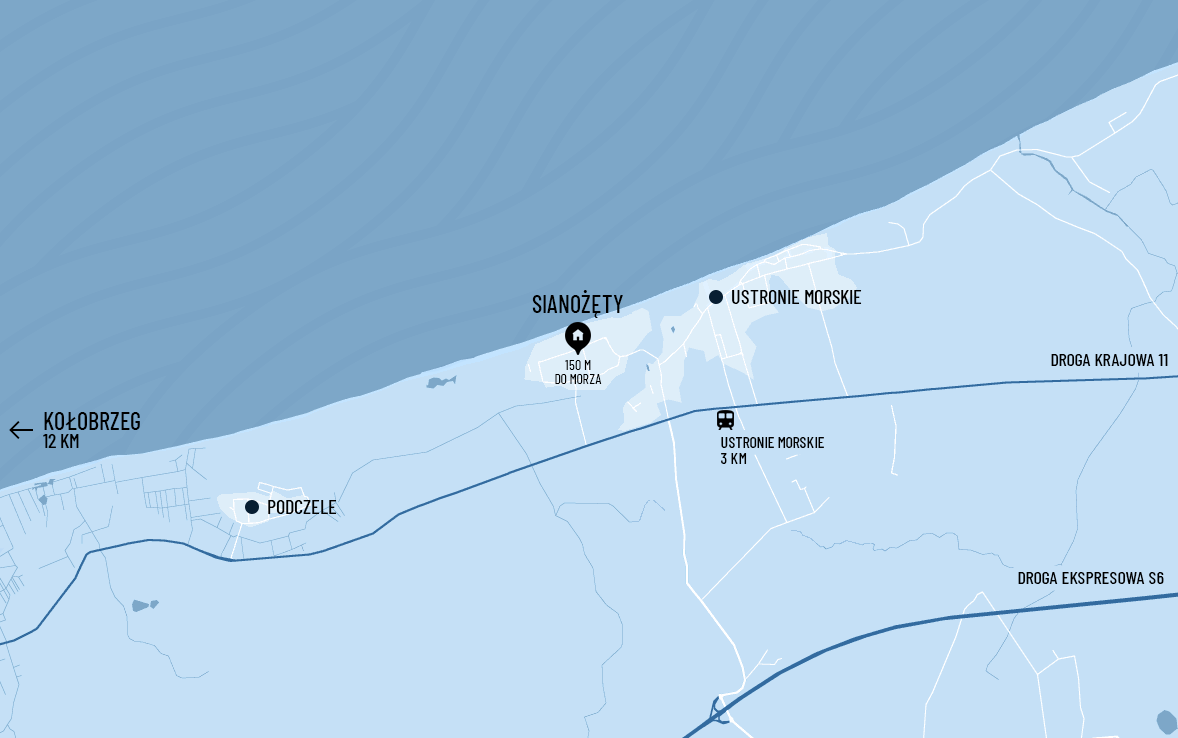 SIANOŻĘTY
150 M
DO MORZA
USTRONIE MORSKIE
DROGA KRAJOWA 11
KOŁOBRZEG
12 KM
USTRONIE MORSKIE
3 KM
PODCZELE
DROGA EKSPRESOWA S6